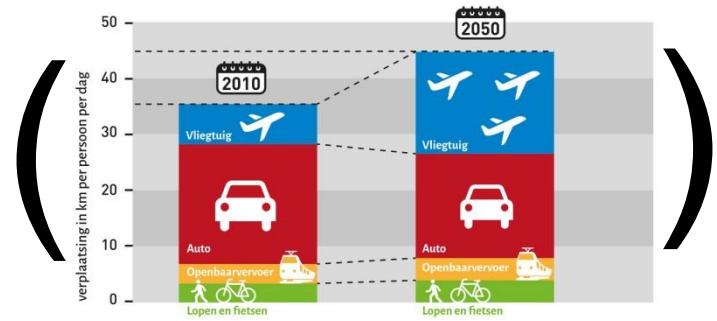 (
)
verplaatsing in km per persoon per dag
50
40
30
20
10
0
2010
2050
Vliegtuig
Auto
Openbaarvervoer
Lopen en fietsen
Vliegtuig
Auto
Openbaarvervoer
Lopen en fietsen